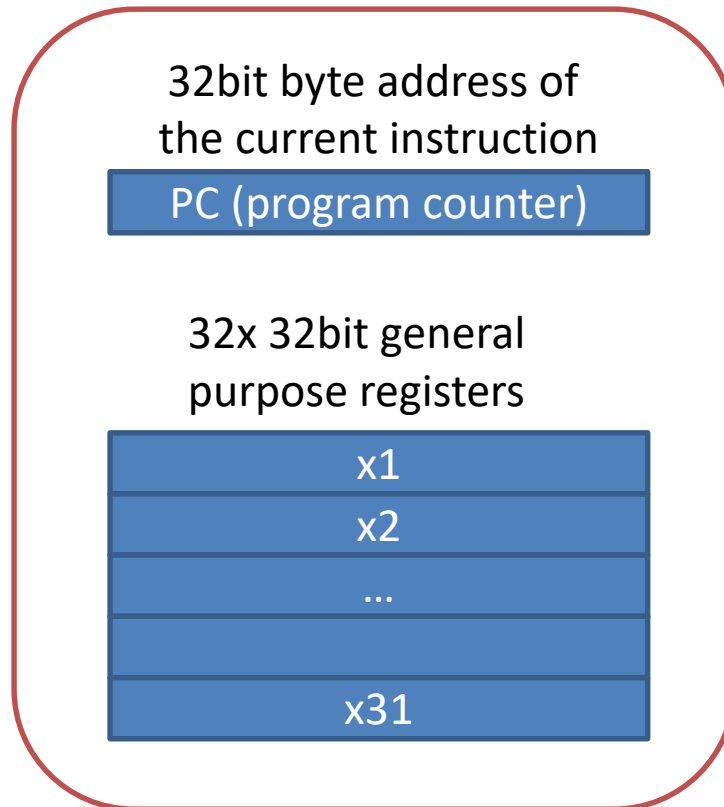 32bit byte address of
the current instruction
PC (program counter)
32x 32bit general
purpose registers
x1
x2
...
x31